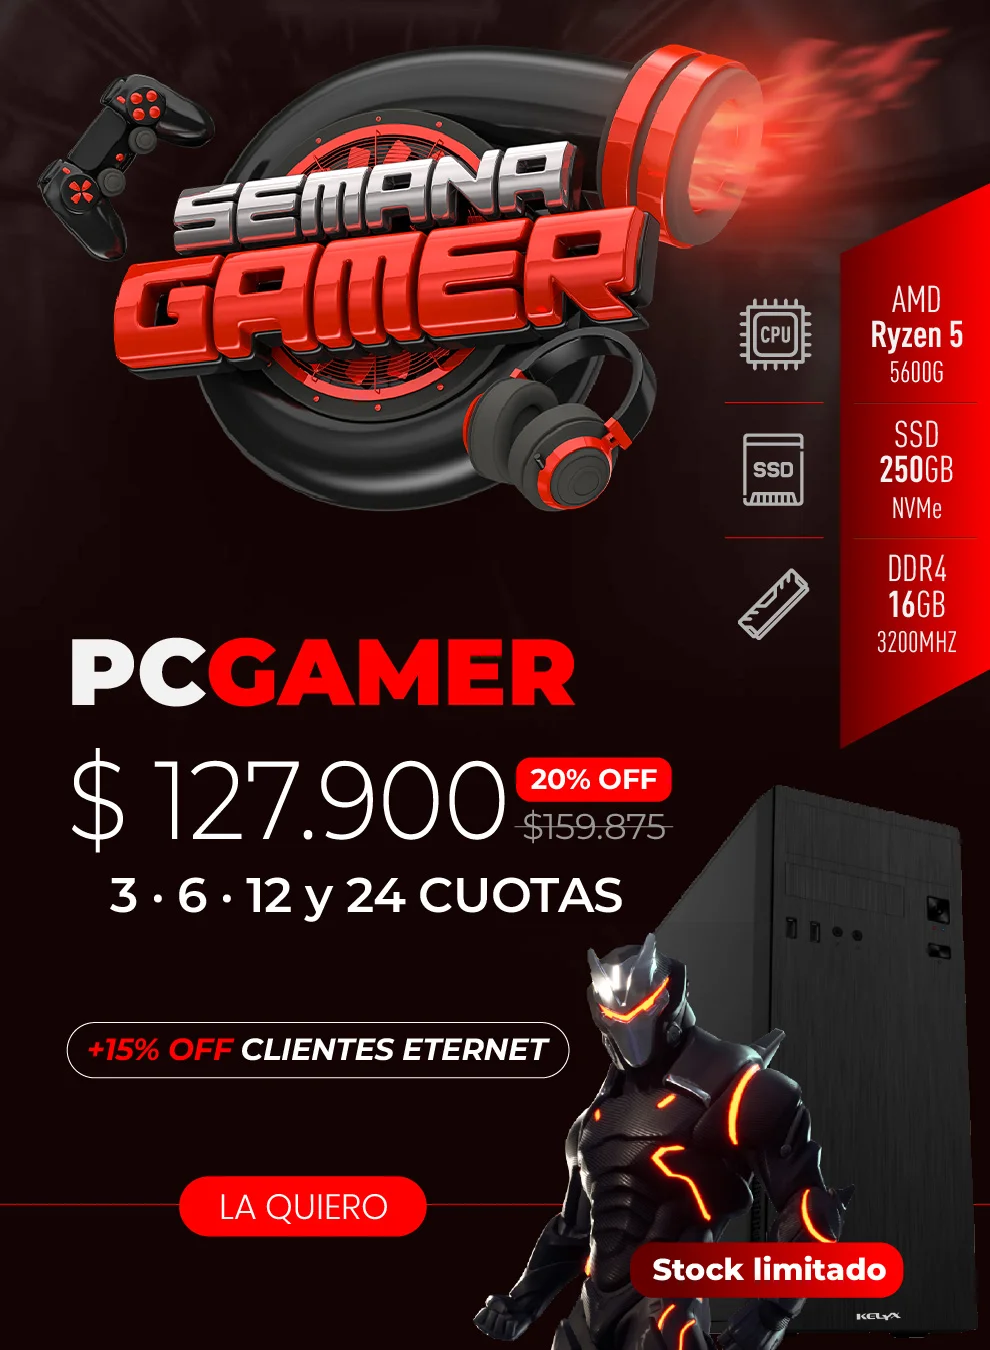 SEMANA
GAMER
CPU
AMD
Ryzen 5
5600G
SSD
SSD
250GB
NVMe
DDR4
16GB
3200MHZ
PCGAMER
$ 127.900
20% OFF
$159.875
3 · 6 · 12 y 24 CUOTAS
+15% OFF CLIENTES ETERNET
LA QUIERO
Stock limitado
KELYX